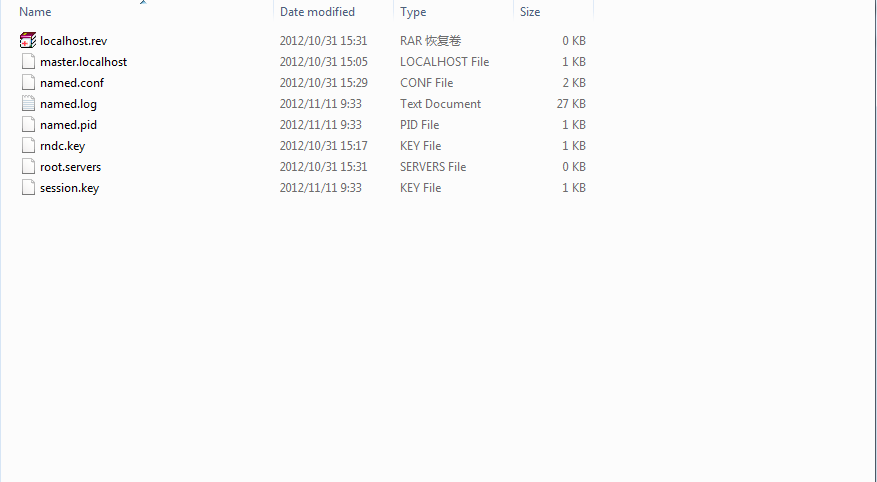 Name Date modified Type Size
localhost.rev 2012/10/31 15:31 RAR 恢复卷 0 KB
master.localhost 2012/10/31 15:05 LOCALHOST File 1 KB
named.conf 2012/10/31 15:29 CONF File 2 KB
named.log 2012/11/11 9:33 Text Document 27 KB
named.pid 2012/11/11 9:33 PID File 1 KB
rndc.key 2012/10/31 15:17 KEY File 1 KB
root.servers 2012/10/31 15:31 SERVERS File 0 KB
session.key 2012/11/11 9:33 KEY File 1 KB